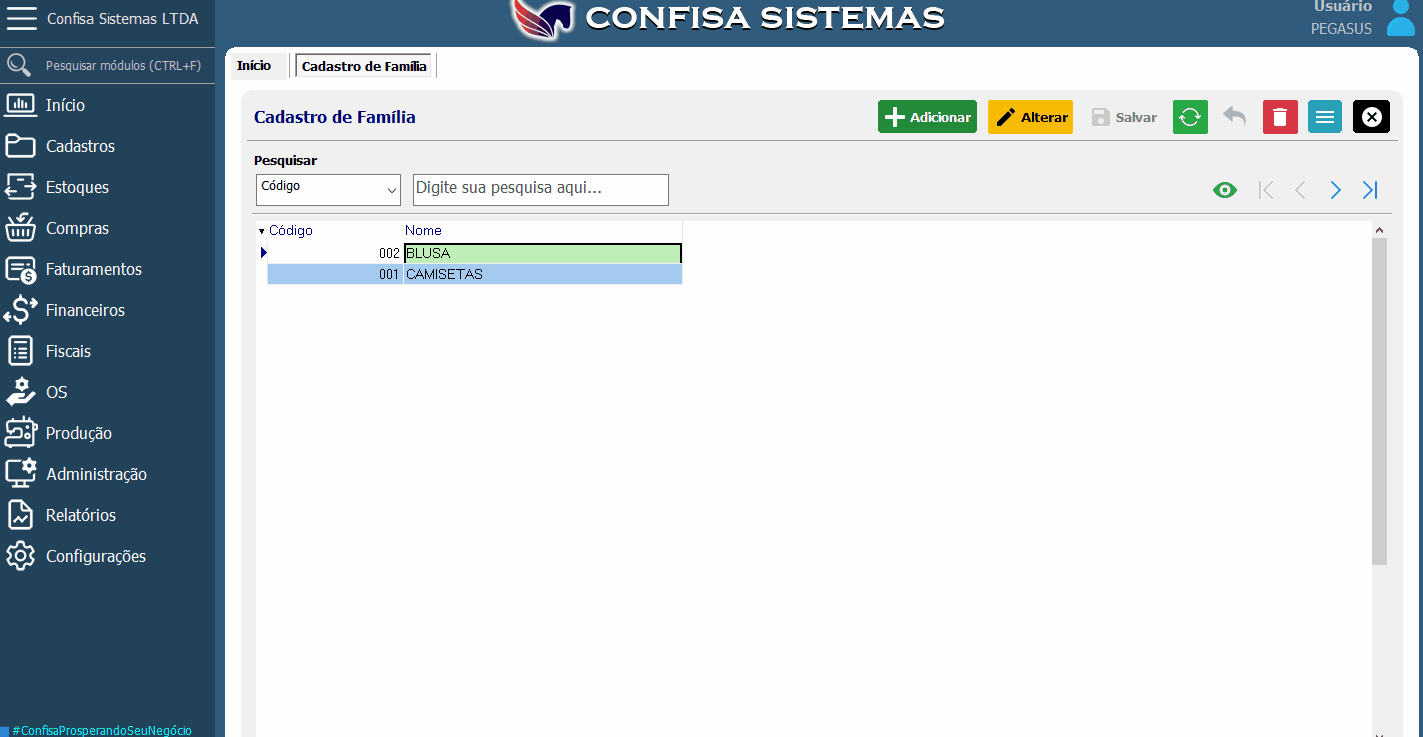 Confisa Sistemas LTDA
CONFISA SISTEMAS
Usuário
PEGASUS
Pesquisar módulos (CTRL+F)
Início
Cadastros
Estoques
Compras
Faturamentos
Financeiros
Fiscais
OS
Produção
Administração
Relatórios
Configurações
#ConfisaProsperandoSeuNegócio
Início
Cadastro de Família
Cadastro de Família
Adicionar
Alterar
Salvar
Pesquisar
Código
Digite sua pesquisa aqui...
Código Nome
002 BLUSA
001 CAMISETAS